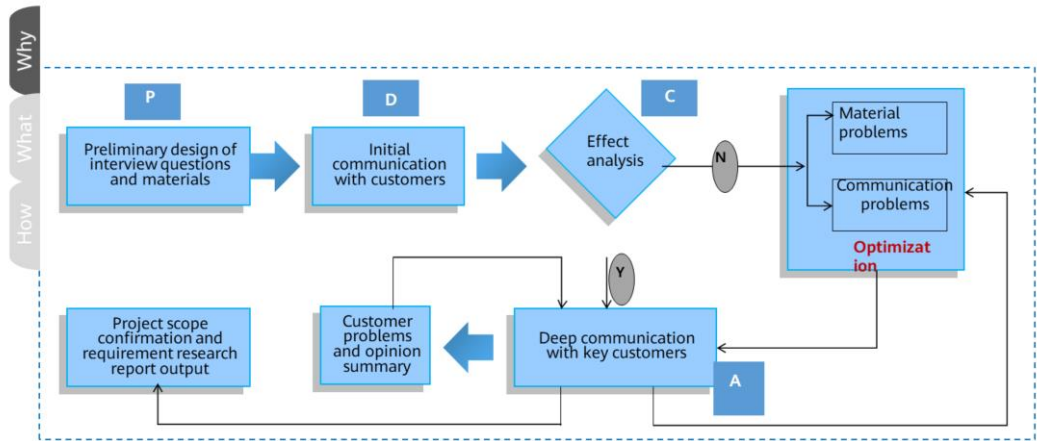 Why
What
How
P
D
C
Preliminary design of
interview questions
and materials
Initial
communication
with customers
Effect
analysis
N
Material
problems
Communication
problems
Optimizat
ion
Y
Project scope
confirmation and
requirement research
report output
Customer
problems
and opinion
summary
Deep communication
with key customers
A